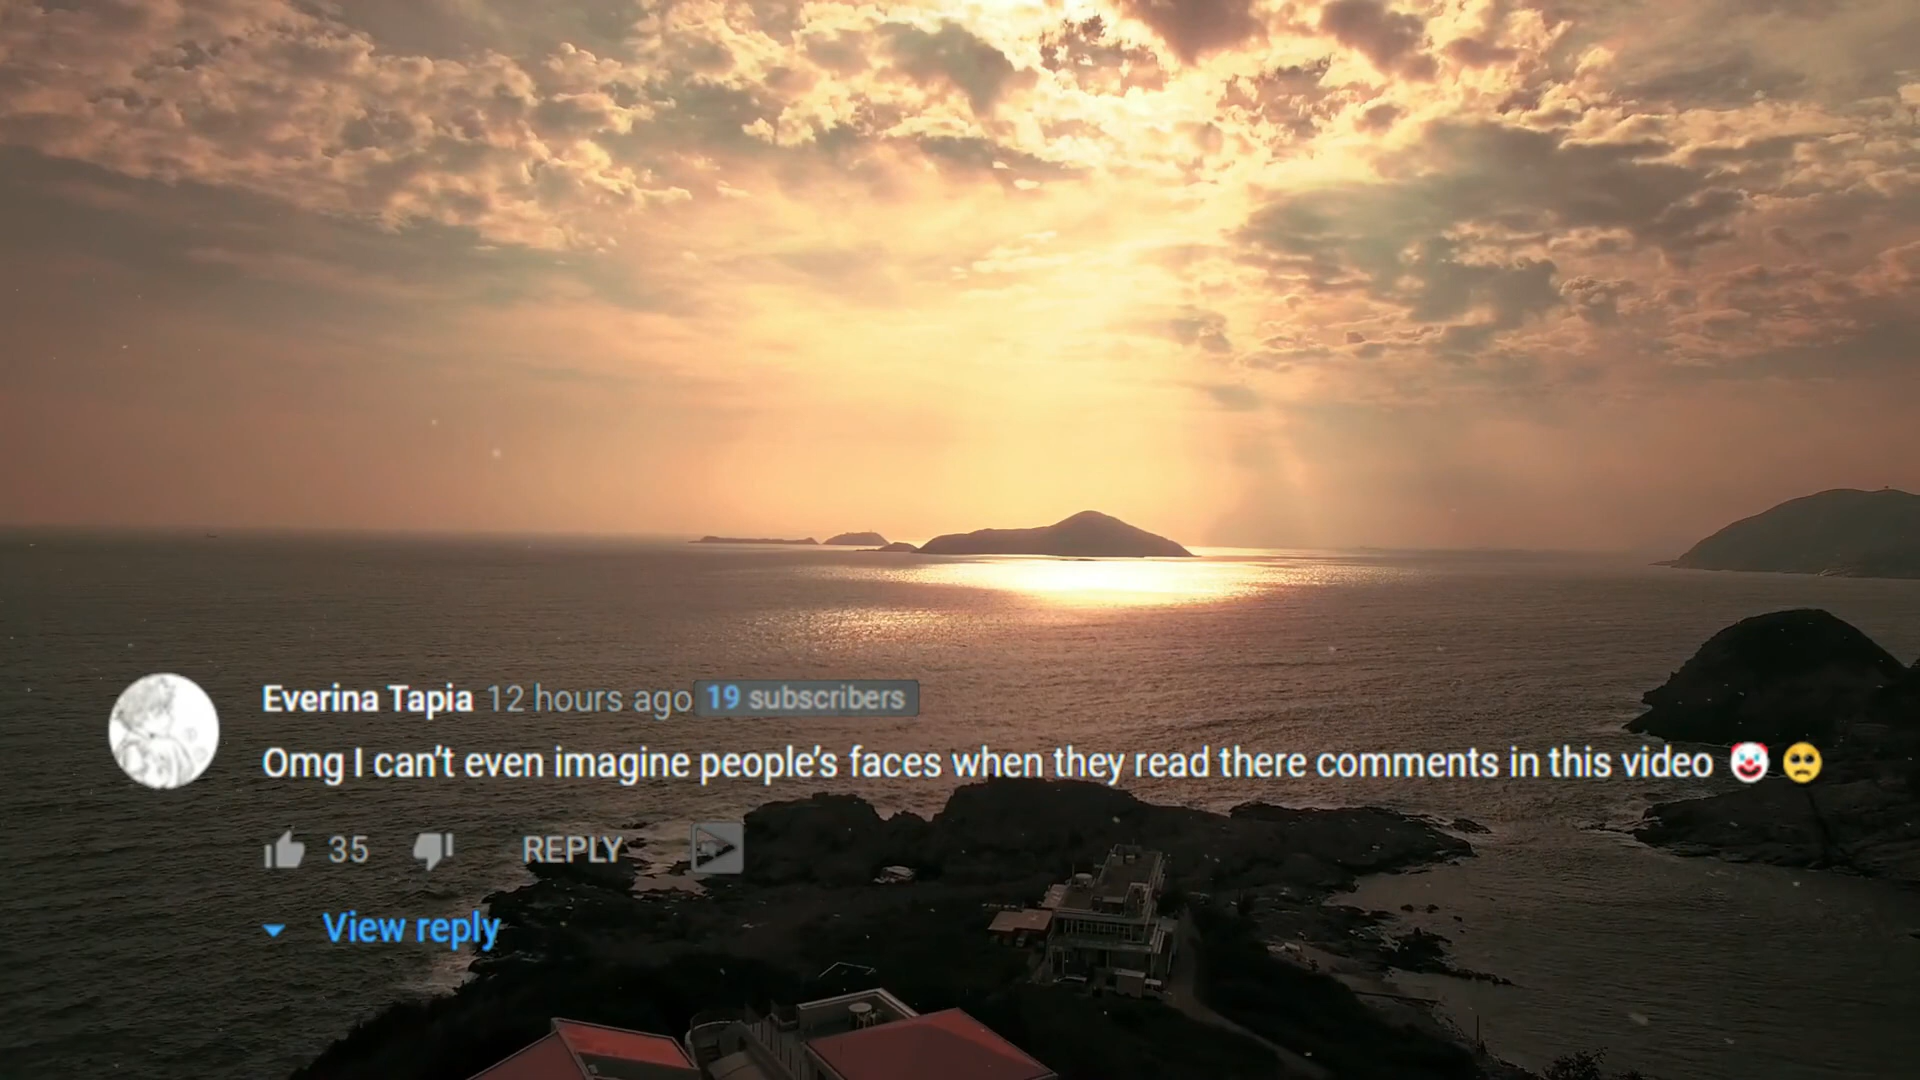 Everina Tapia 12 hours ago 19 subscribers
Omg I can't even imagine people's faces when they read there comments in this video 🤡 🥺
35 REPLY
View reply